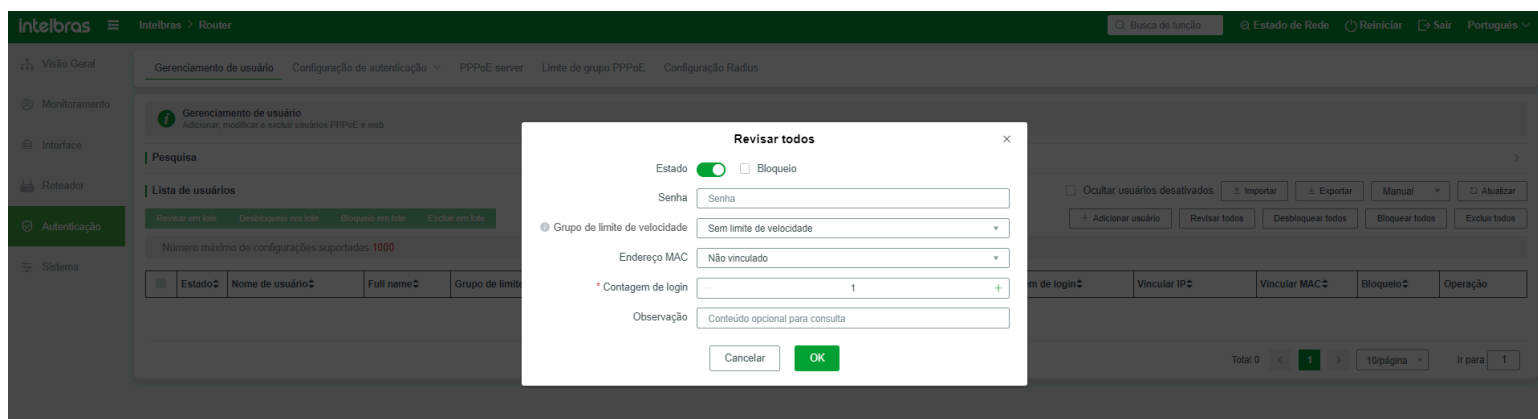 intelbras Intelbras > Router Busca de função Estado de Rede Reiniciar Sair Português
Visão Geral
Gerenciamento de usuário Configuração de autenticação PPPoE server Limte de grupo PPPoE Configuração Radius
Monitoramento
Gerenciamento de usuário
Adicionar, modificar e excluir usuários PPPoE e web
Interface
Pesquisa
Roteador
Lista de usuários Ocultar usuários desativados Importar Exportar Manual Atualizar
Autenticação
Revisar em lote Desbloqueio em lote Bloqueio em lote Excluir em lote + Adicionar usuário Revisar todos Desbloquear todos Bloquear todos Excluir todos
Número máximo de configurações suportadas 1000
Sistema
Estado Nome de usuário Full name Grupo de limite em de login Vincular IP Vincular MAC Bloqueio Operação
Total 0 < 1 > 10/página Ir para 1
Revisar todos ×
Estado Bloqueio
Senha Senha
Grupo de limite de velocidade Sem limite de velocidade
Endereço MAC Não vinculado
* Contagem de login − 1 +
Observação Conteúdo opcional para consulta
Cancelar OK